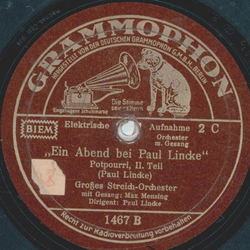 GRAMMOPHON
HERGESTELLT VON DER DEUTSCHEN GRAMMOPHON G.M.B.H. BERLIN
Die Stimme
seines Herrn
BIEM
Elektrische Aufnahme 2 C
Orchester
m. Gesang
„Ein Abend bei Paul Lincke“
Potpourri, II. Teil
(Paul Lincke)
Großes Streich-Orchester
mit Gesang: Max Mensing
Dirigent: Paul Lincke
1467 B
Recht zur Radioverbreitung vorbehalten